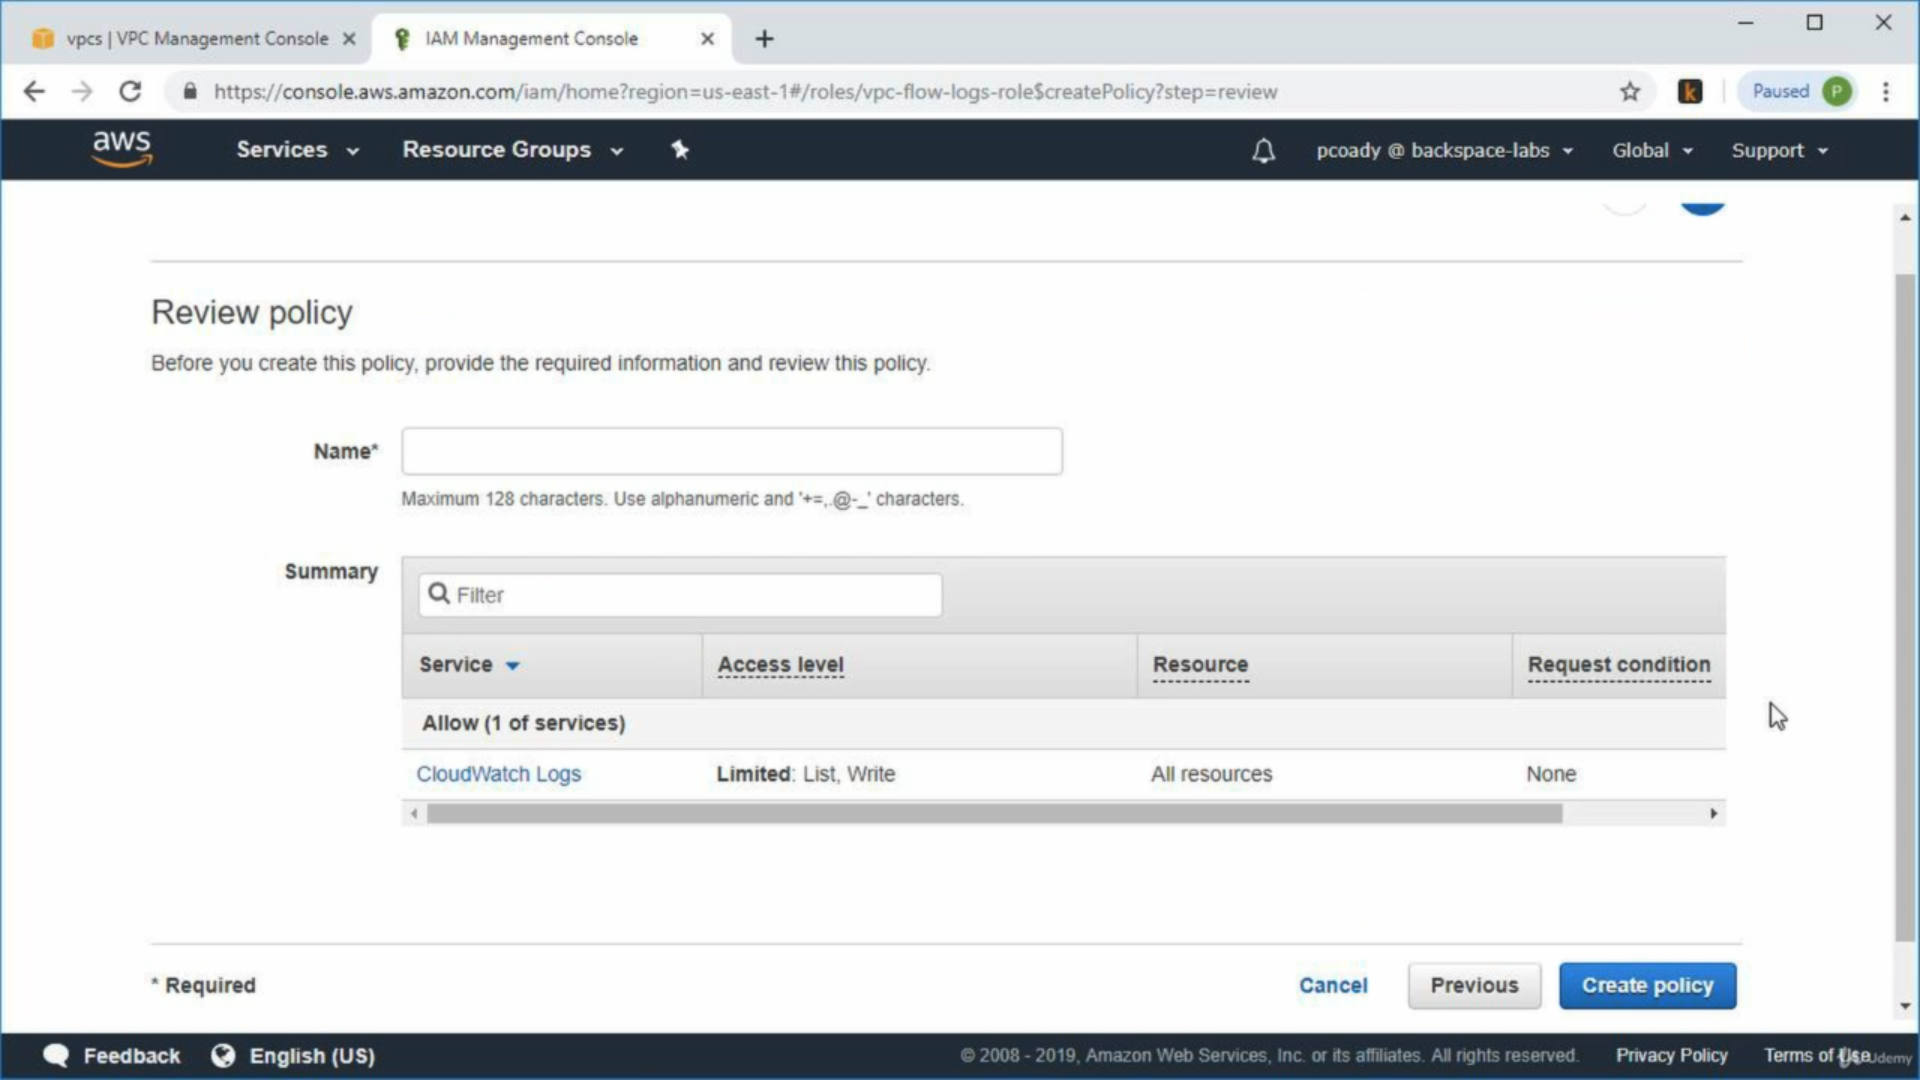 vpcs | VPC Management Console
IAM Management Console
https://console.aws.amazon.com/iam/home?region=us-east-1#/roles/vpc-flow-logs-role$createPolicy?step=review
k
Paused P
aws
Services
Resource Groups
pcoady @ backspace-labs
Global
Support
Review policy
Before you create this policy, provide the required information and review this policy.
Name*
Maximum 128 characters. Use alphanumeric and '+=,.@-_' characters.
Summary
Filter
Service
Access level
Resource
Request condition
Allow (1 of services)
CloudWatch Logs
Limited: List, Write
All resources
None
* Required
Cancel
Previous
Create policy
Feedback
English (US)
© 2008 - 2019, Amazon Web Services, Inc. or its affiliates. All rights reserved.
Privacy Policy
Terms of Use
Udemy